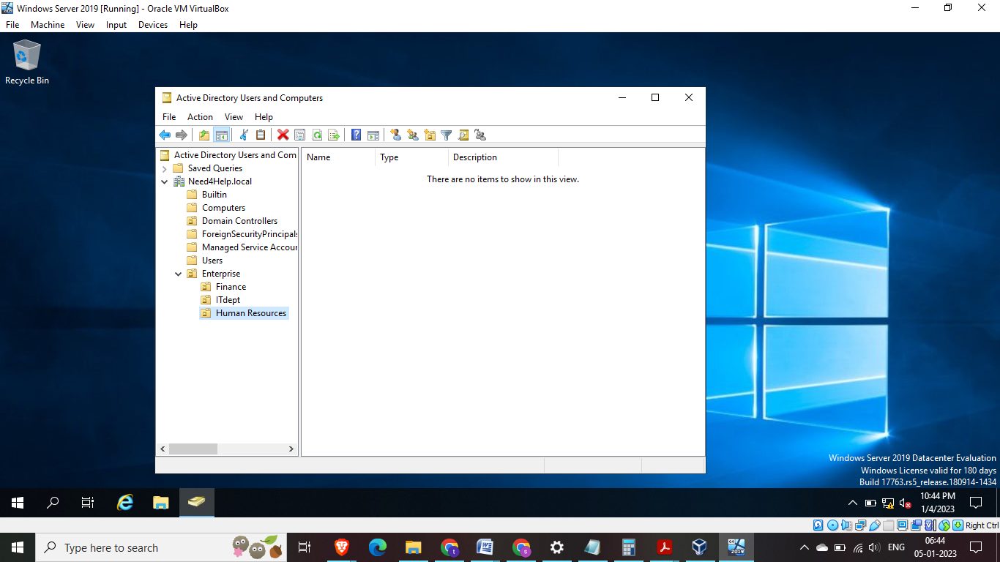 Windows Server 2019 [Running] - Oracle VM VirtualBox
File Machine View Input Devices Help
Recycle Bin
Active Directory Users and Computers
File Action View Help
Active Directory Users and Com
Saved Queries
Need4Help.local
Builtin
Computers
Domain Controllers
ForeignSecurityPrincipals
Managed Service Accour
Users
Enterprise
Finance
ITdept
Human Resources
Name Type Description
There are no items to show in this view.
Windows Server 2019 Datacenter Evaluation
Windows License valid for 180 days
Build 17763.rs5_release.180914-1434
10:44 PM
1/4/2023
Right Ctrl
Type here to search
2019
ENG
06:44
05-01-2023